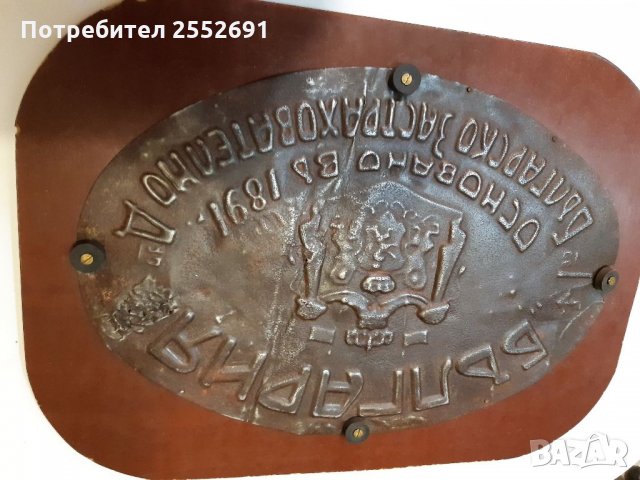 Потребител 2552691
БЪЛГАРИЯ
ОСНОВАНО ВЪ 1891.
БЪЛГАРСКО ЗАСТРАХОВАТЕЛНО Д
BAZAR